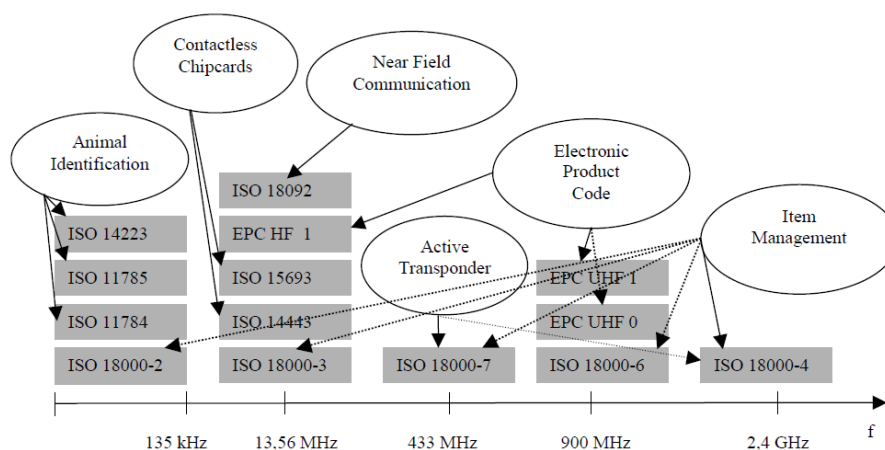 Contactless
Chipcards
Near Field
Communication
Animal
Identification
Electronic
Product
Code
Item
Management
Active
Transponder
ISO 18092
ISO 14223
EPC HF 1
ISO 11785
ISO 15693
EPC UHF 1
ISO 11784
ISO 14443
EPC UHF 0
ISO 18000-2
ISO 18000-3
ISO 18000-7
ISO 18000-6
ISO 18000-4
f
135 kHz
13,56 MHz
433 MHz
900 MHz
2,4 GHz